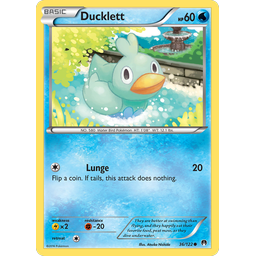 BASIC
Ducklett
HP60
NO. 580 Water Bird Pokémon HT: 1'08" WT: 12.1 lbs.
Lunge 20
Flip a coin. If tails, this attack does nothing.
weakness
×2
resistance
-20
retreat
They are better at swimming than
flying, and they happily eat their
favorite food, peat moss, as they
dive underwater.
Illus. Atsuko Nishida
36/122